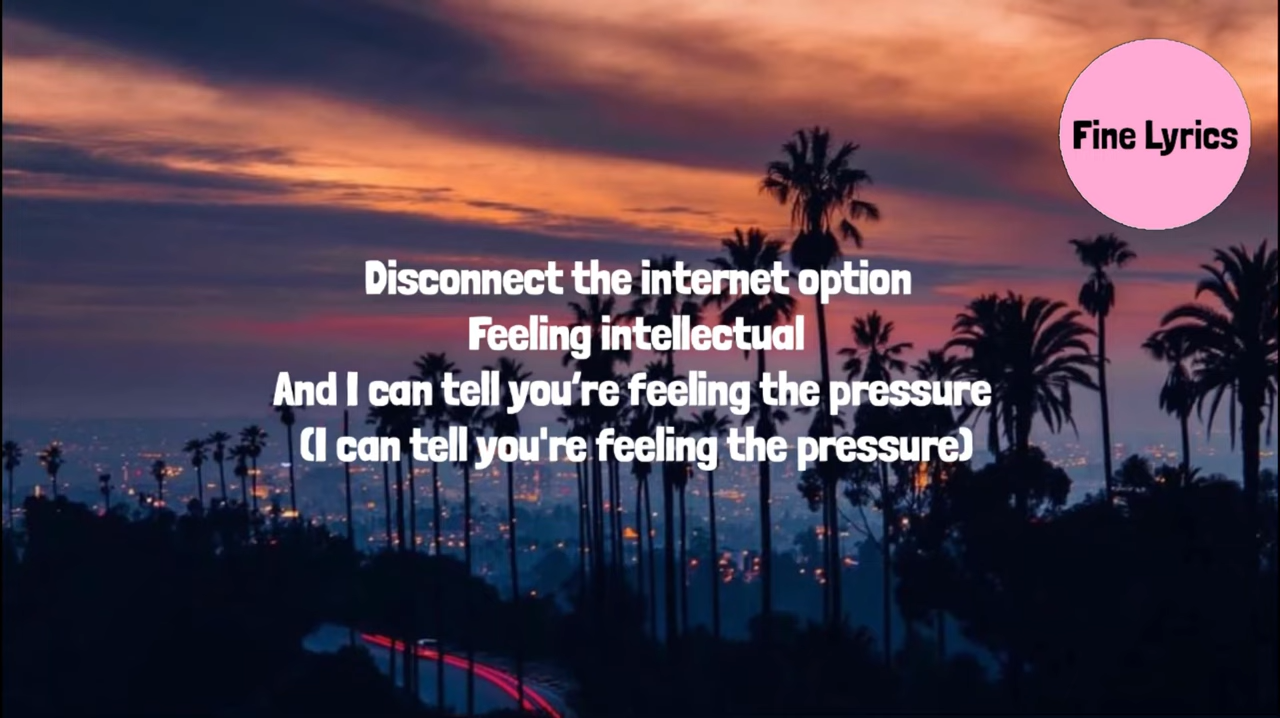 Fine Lyrics
Disconnect the internet option
Feeling intellectual
And I can tell you’re feeling the pressure
(I can tell you're feeling the pressure)